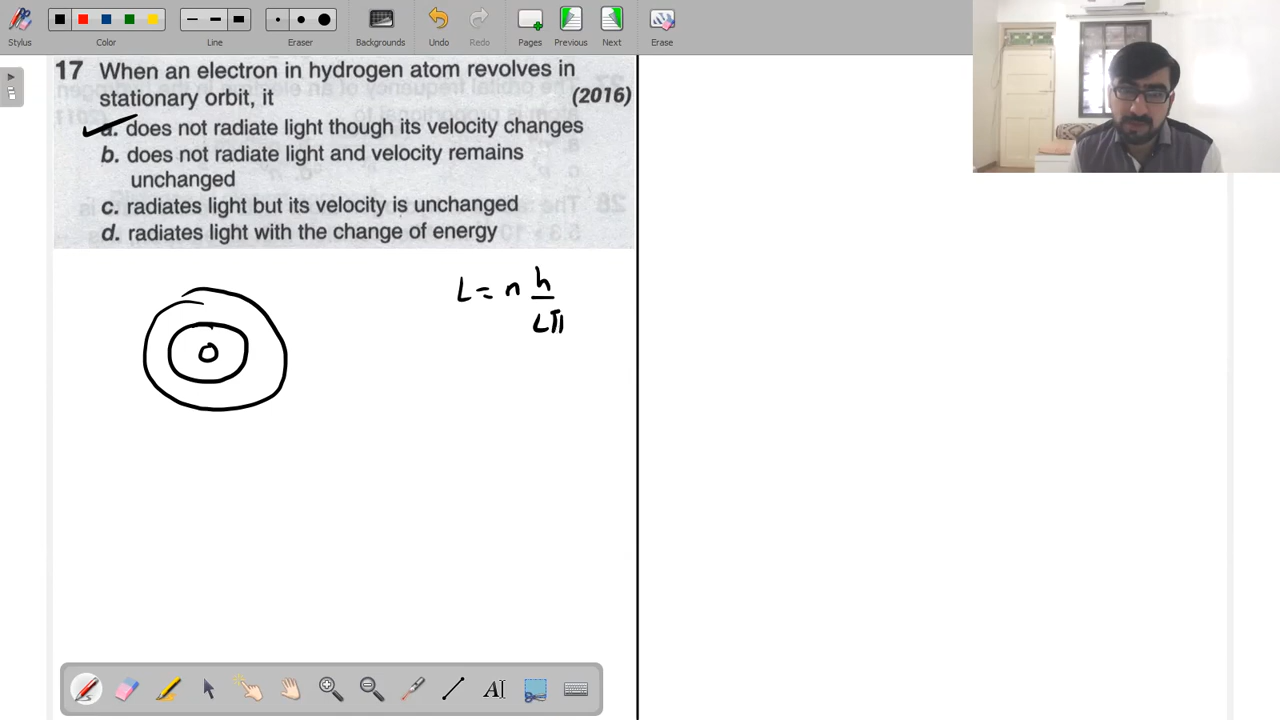 Stylus
Color
Line
Eraser
Backgrounds
Undo
Redo
Pages
Previous
Next
Erase
17 When an electron in hydrogen atom revolves in
stationary orbit, it (2016)
a. does not radiate light though its velocity changes
b. does not radiate light and velocity remains
unchanged
c. radiates light but its velocity is unchanged
d. radiates light with the change of energy
L = n h
2π